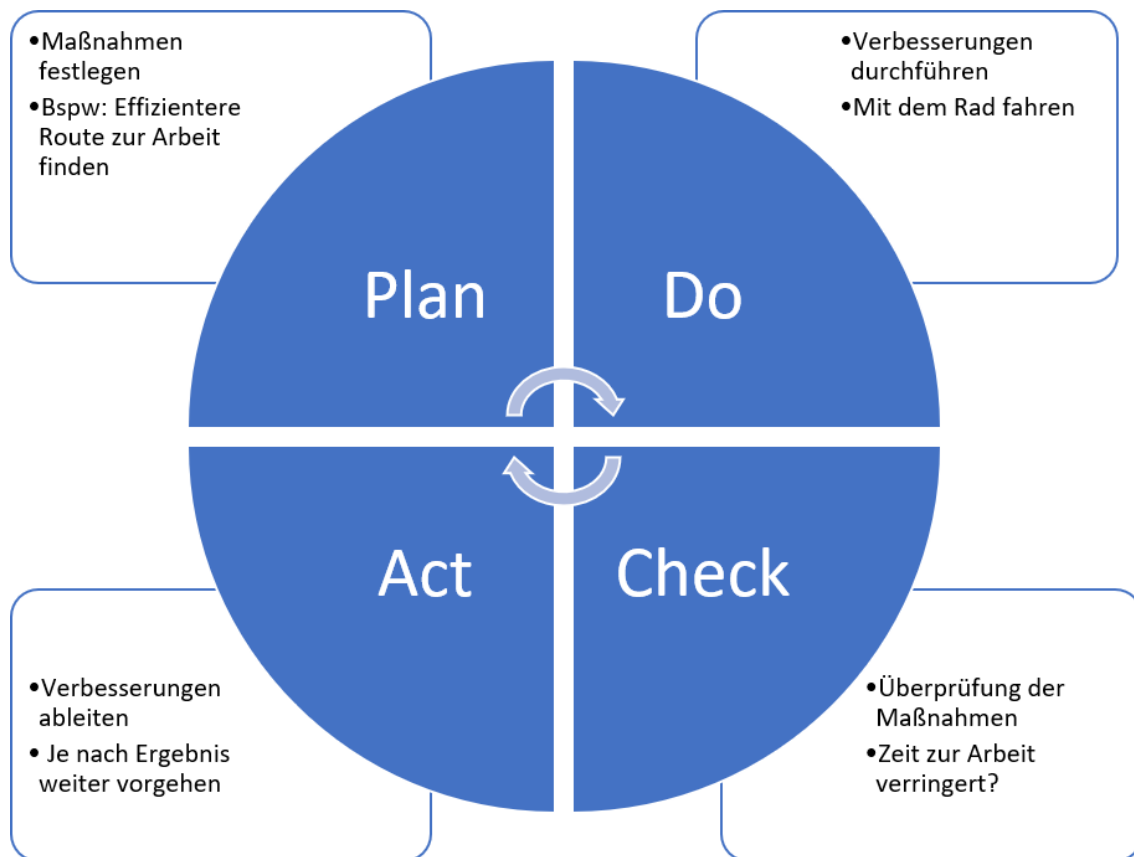 •Maßnahmen
festlegen
•Bspw: Effizientere
Route zur Arbeit
finden
•Verbesserungen
durchführen
•Mit dem Rad fahren
Plan
Do
Act
Check
•Verbesserungen
ableiten
• Je nach Ergebnis
weiter vorgehen
•Überprüfung der
Maßnahmen
•Zeit zur Arbeit
verringert?